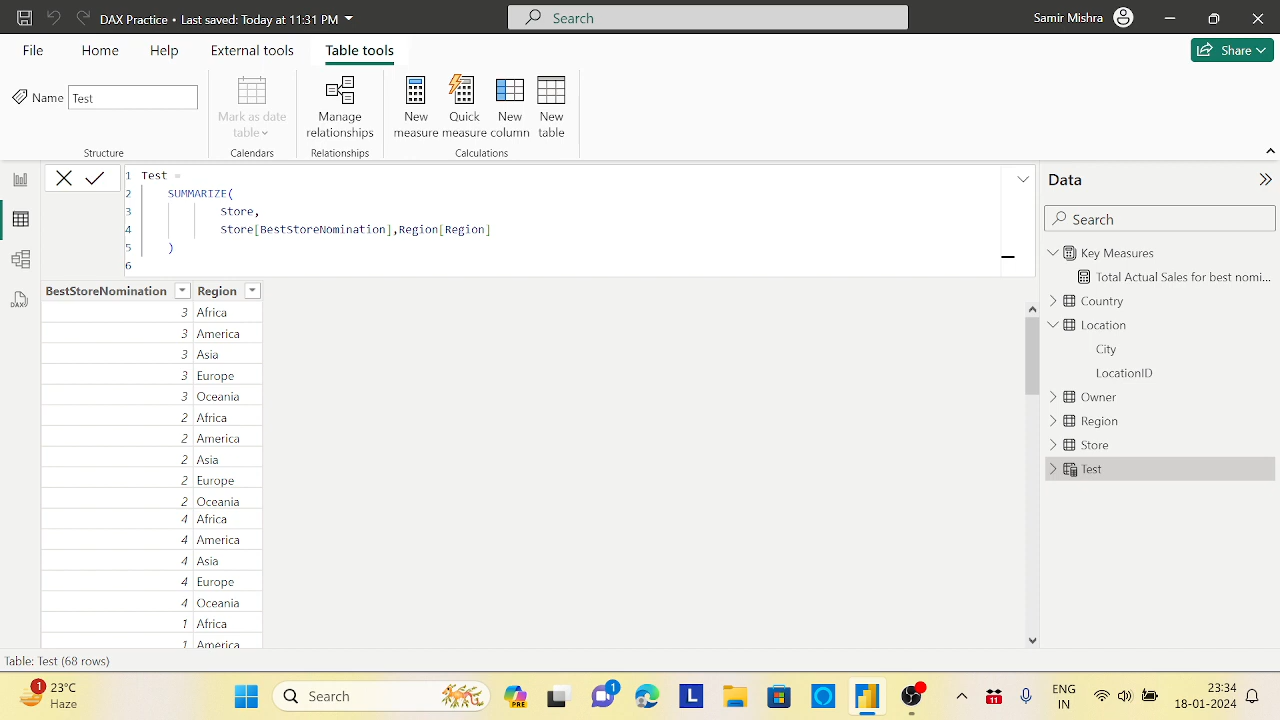 DAX Practice • Last saved: Today at 11:31 PM
Search
Samir Mishra
File
Home
Help
External tools
Table tools
Share
Name
Test
Mark as date table
Manage relationships
New measure
Quick measure
New column
New table
Structure
Calendars
Relationships
Calculations
1 Test =
2 SUMMARIZE(
3 Store,
4 Store[BestStoreNomination],Region[Region]
5 )
6
Data
Search
Key Measures
Total Actual Sales for best nomi...
Country
Location
City
LocationID
Owner
Region
Store
Test
BestStoreNomination Region
3 Africa
3 America
3 Asia
3 Europe
3 Oceania
2 Africa
2 America
2 Asia
2 Europe
2 Oceania
4 Africa
4 America
4 Asia
4 Europe
4 Oceania
1 Africa
1 America
DAX
Table: Test (68 rows)
1
23°C
Haze
Search
PRE
1
L
11
ENG
IN
23:34
18-01-2024